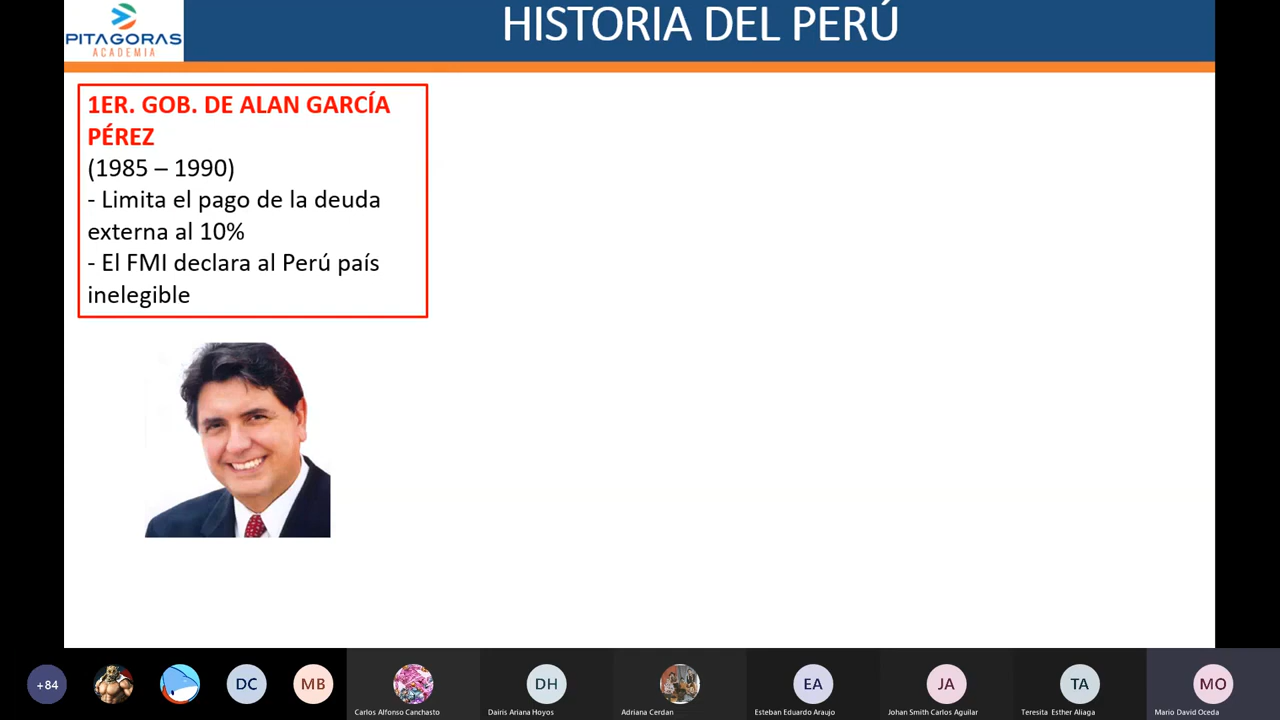 PITAGORAS
ACADEMIA
HISTORIA DEL PERÚ
1ER. GOB. DE ALAN GARCÍA
PÉREZ
(1985 – 1990)
- Limita el pago de la deuda
externa al 10%
- El FMI declara al Perú país
inelegible
+84
DC
MB
DH
EA
JA
TA
MO
Carlos Alfonso Canchasto
Dairis Ariana Hoyos
Adriana Cerdan
Esteban Eduardo Araujo
Johan Smith Carlos Aguilar
Teresita Esther Aliaga
Mario David Oceda